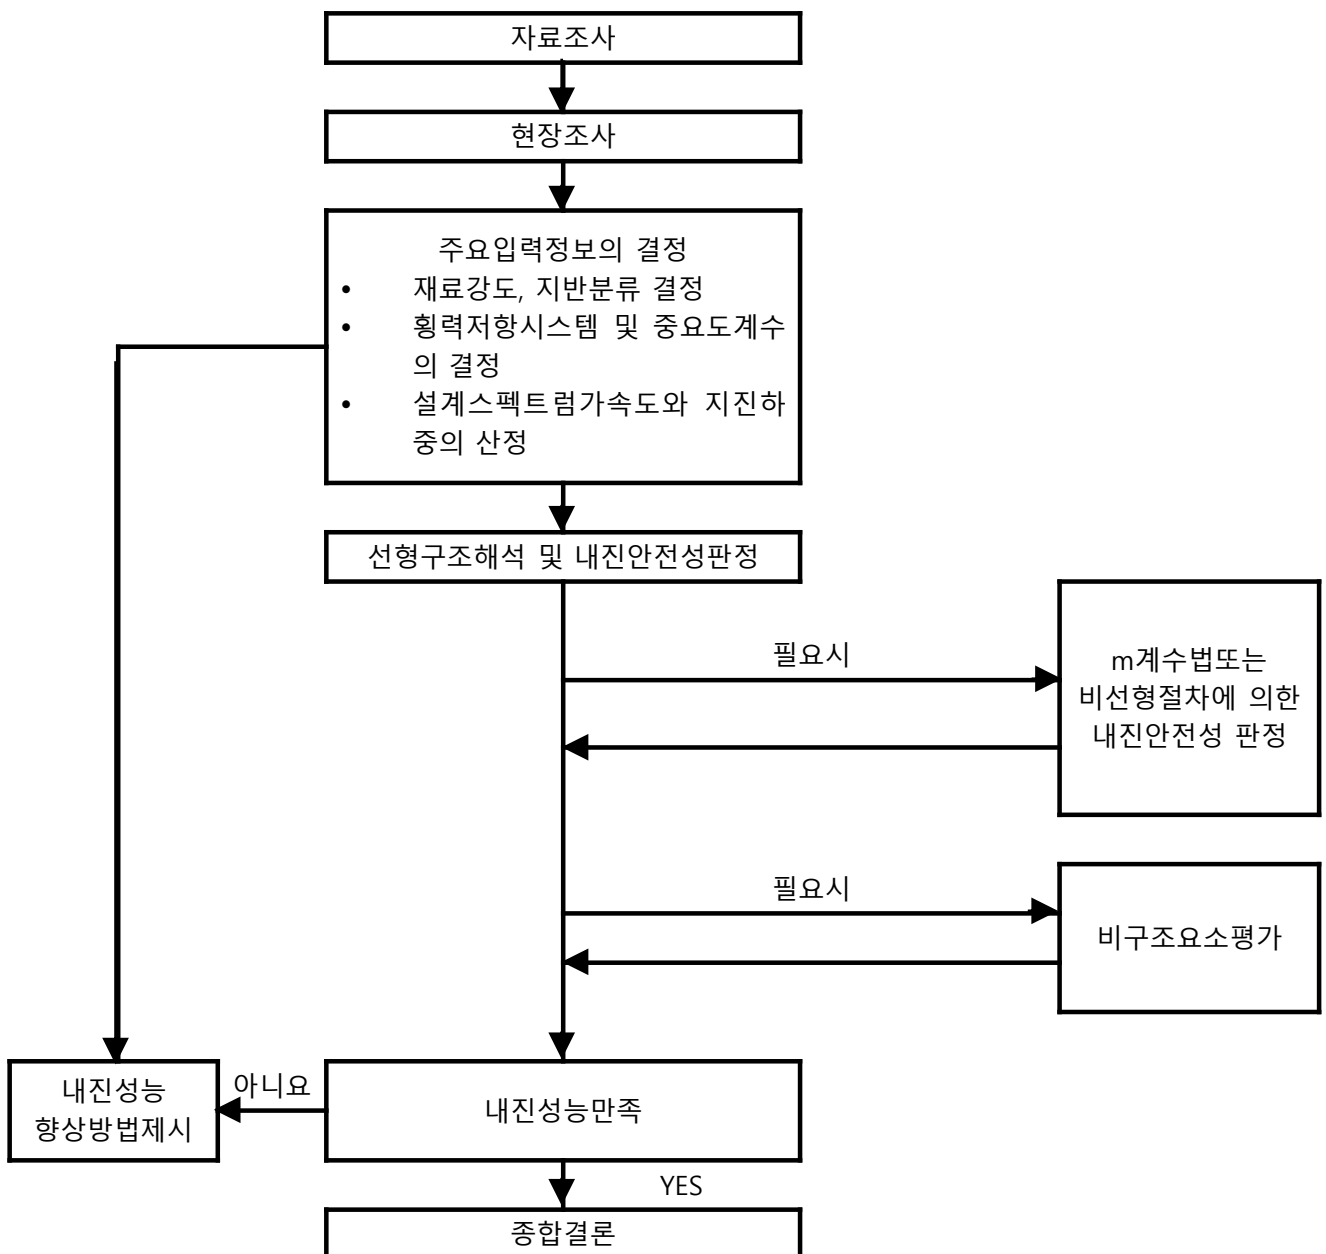 자료조사
현장조사
주요입력정보의 결정
• 재료강도, 지반분류 결정
• 횡력저항시스템 및 중요도계수
의 결정
• 설계스펙트럼가속도와 지진하
중의 산정
선형구조해석 및 내진안전성판정
필요시
m계수법또는
비선형절차에 의한
내진안전성 판정
필요시
비구조요소평가
내진성능
향상방법제시
아니요
내진성능만족
YES
종합결론